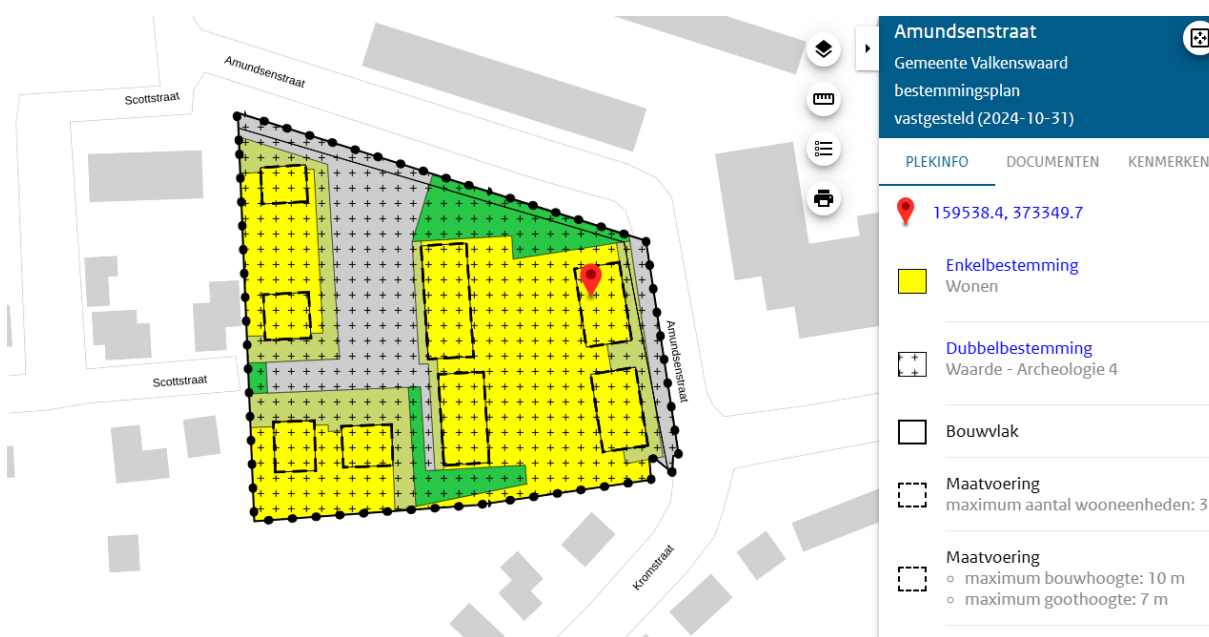 Amundsenstraat
Scottstraat
Scottstraat
Amundsenstraat
Kromstraat
Amundsenstraat
Gemeente Valkenswaard
bestemmingsplan
vastgesteld (2024-10-31)
PLEKINFO DOCUMENTEN KENMERKEN
159538.4, 373349.7
Enkelbestemming
Wonen
Dubbelbestemming
Waarde - Archeologie 4
Bouwvlak
Maatvoering
maximum aantal wooneenheden: 3
Maatvoering
maximum bouwhoogte: 10 m
maximum goothoogte: 7 m